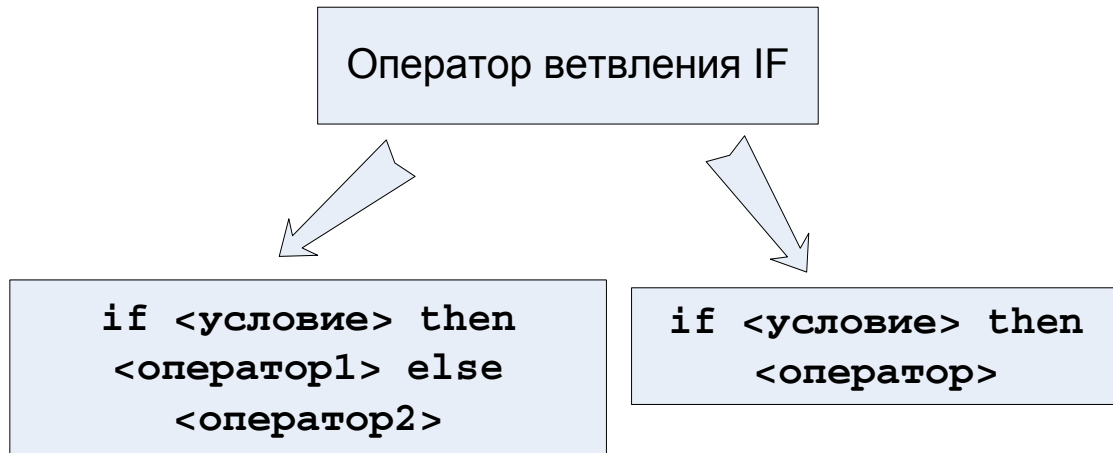 Оператор ветвления IF
if <условие> then
<оператор1> else
<оператор2>
if <условие> then
<оператор>